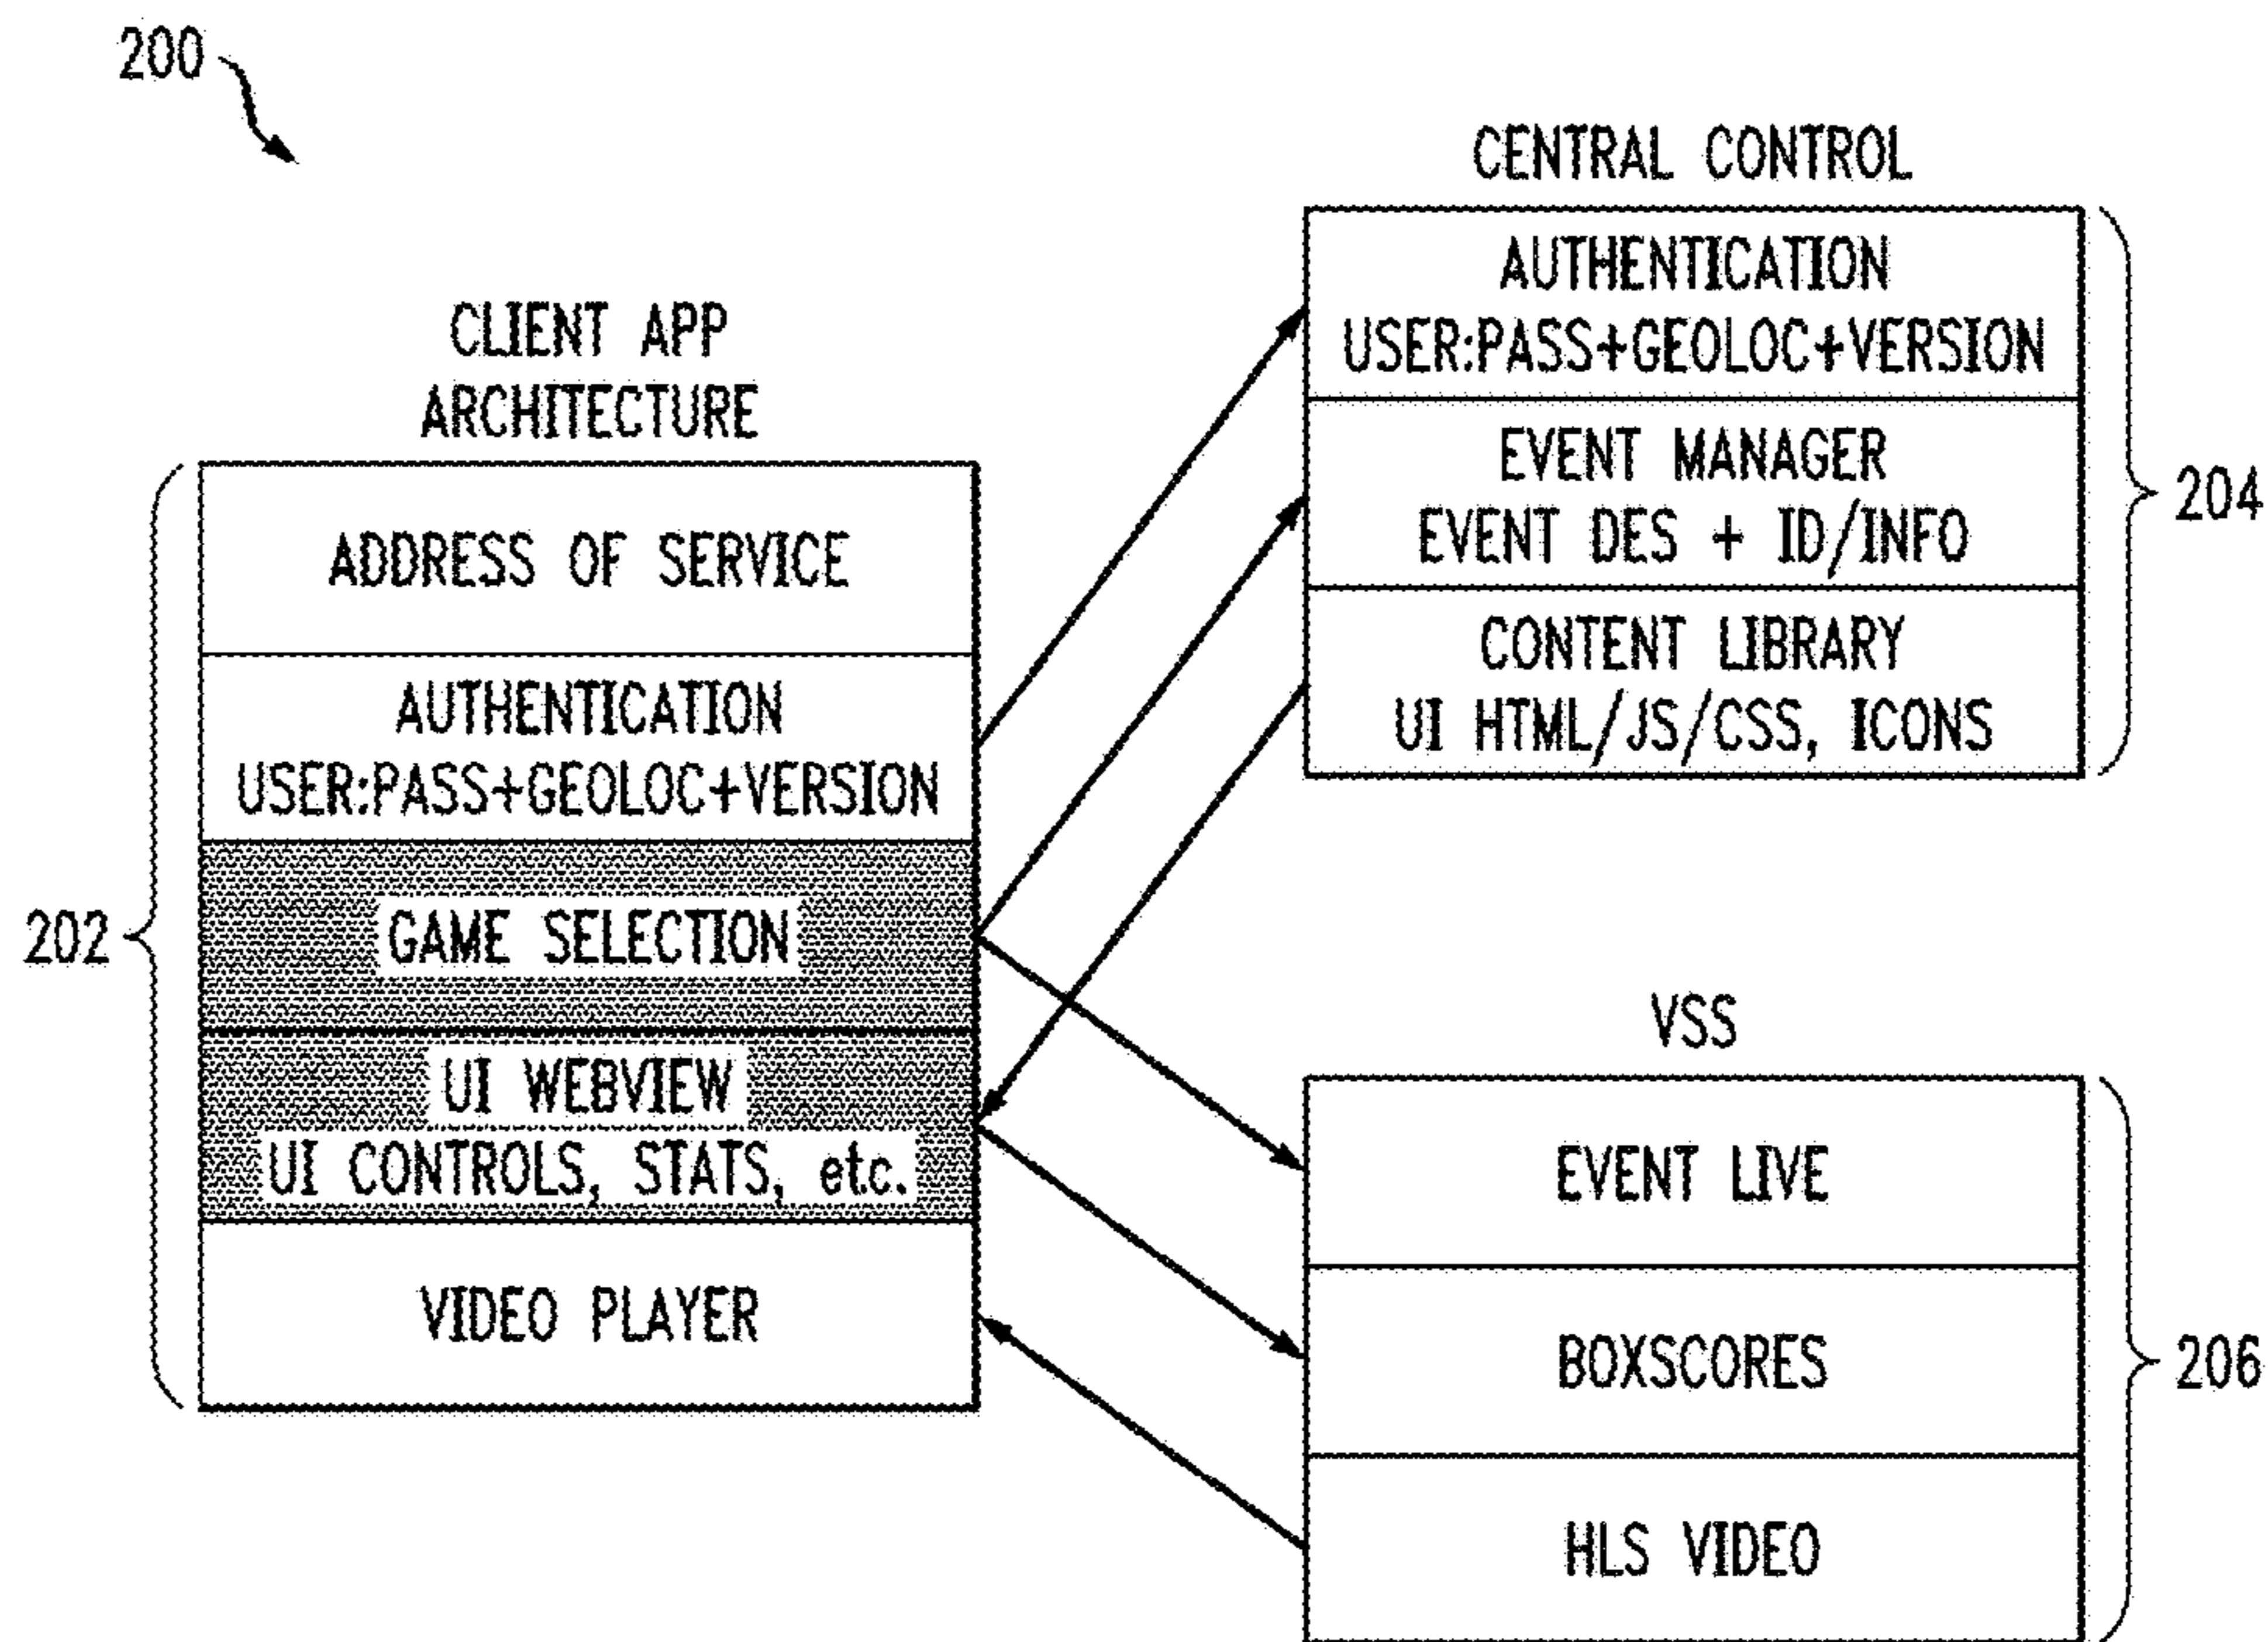 200
CLIENT APP
ARCHITECTURE
202
ADDRESS OF SERVICE
AUTHENTICATION
USER:PASS+GEOLOC+VERSION
GAME SELECTION
UI WEBVIEW
UI CONTROLS, STATS, etc.
VIDEO PLAYER
CENTRAL CONTROL
AUTHENTICATION
USER:PASS+GEOLOC+VERSION
EVENT MANAGER
EVENT DES + ID/INFO
CONTENT LIBRARY
UI HTML/JS/CSS, ICONS
204
VSS
EVENT LIVE
BOXSCORES
HLS VIDEO
206